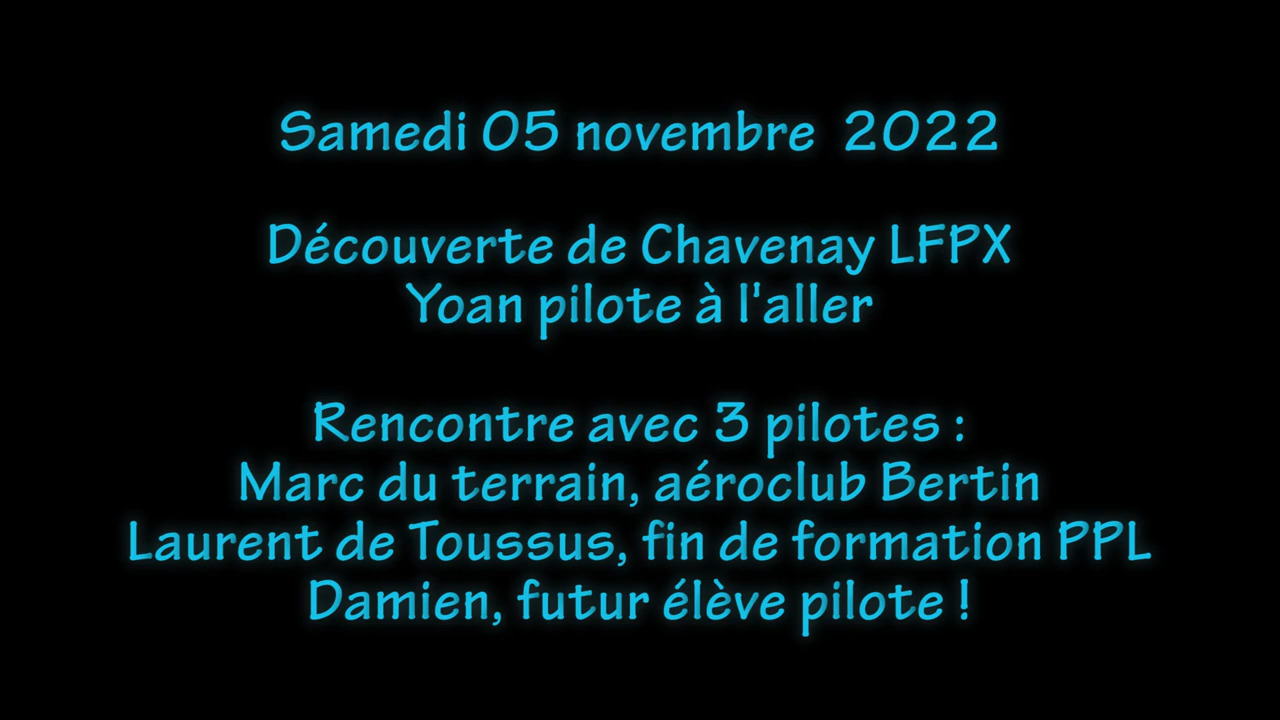 Samedi 05 novembre  2022
Découverte de Chavenay LFPX
Yoan pilote à l'aller
Rencontre avec 3 pilotes :
Marc du terrain, aéroclub Bertin
Laurent de Toussus, fin de formation PPL
Damien, futur élève pilote !